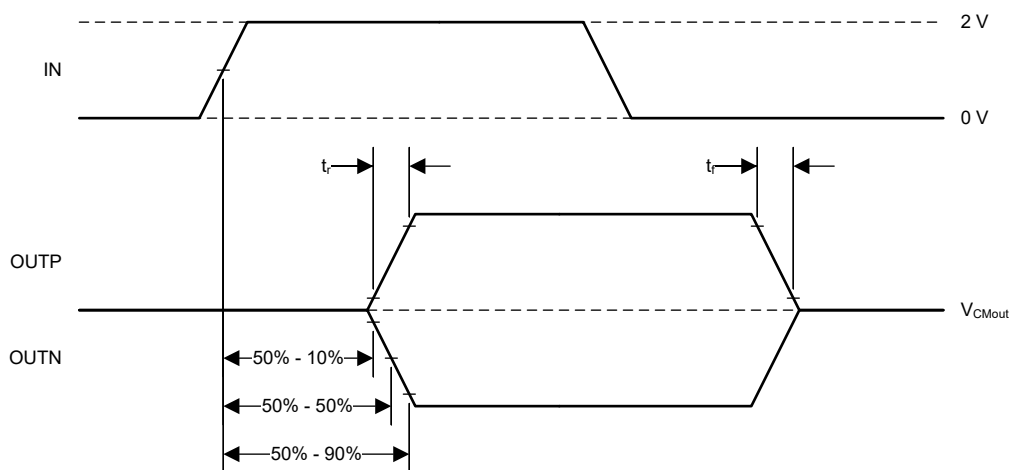 2 V
IN
0 V
tr
tf
OUTP
VCMout
OUTN
50% - 10%
50% - 50%
50% - 90%